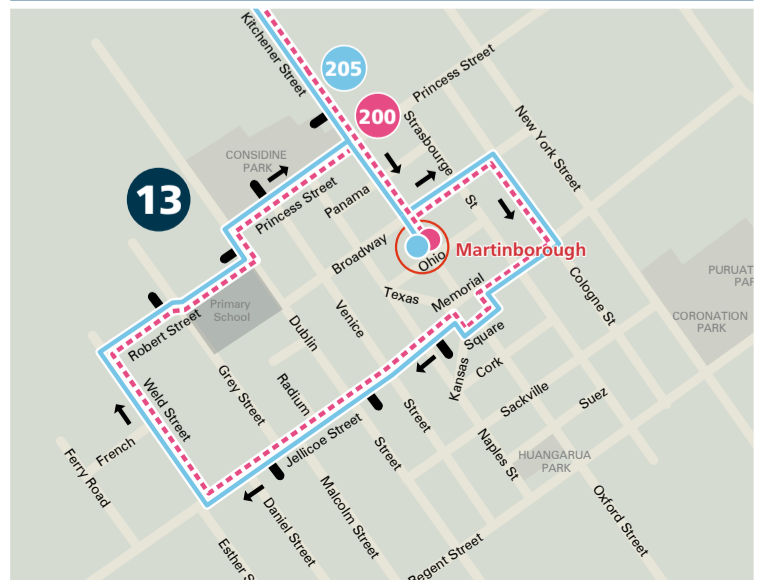 Kitchener Street
205
200
Princess Street
Strasbourge
St
New York Street
CONSIDINE
PARK
13
Princess Street
Panama
Broadway
Ohio
Martinborough
Texas
Memorial
Square
Cologne St
PURUAT
PAR
CORONATION
PARK
Primary
School
Robert Street
Dublin
Street
Venice
Street
Kansas
Cork
Sackville
Suez
Grey Street
Radium
Weld Street
French
Ferry Road
Jellicoe Street
Naples St
HUANGARUA
PARK
Oxford Street
Daniel Street
Malcolm Street
Esther S
Regent Street